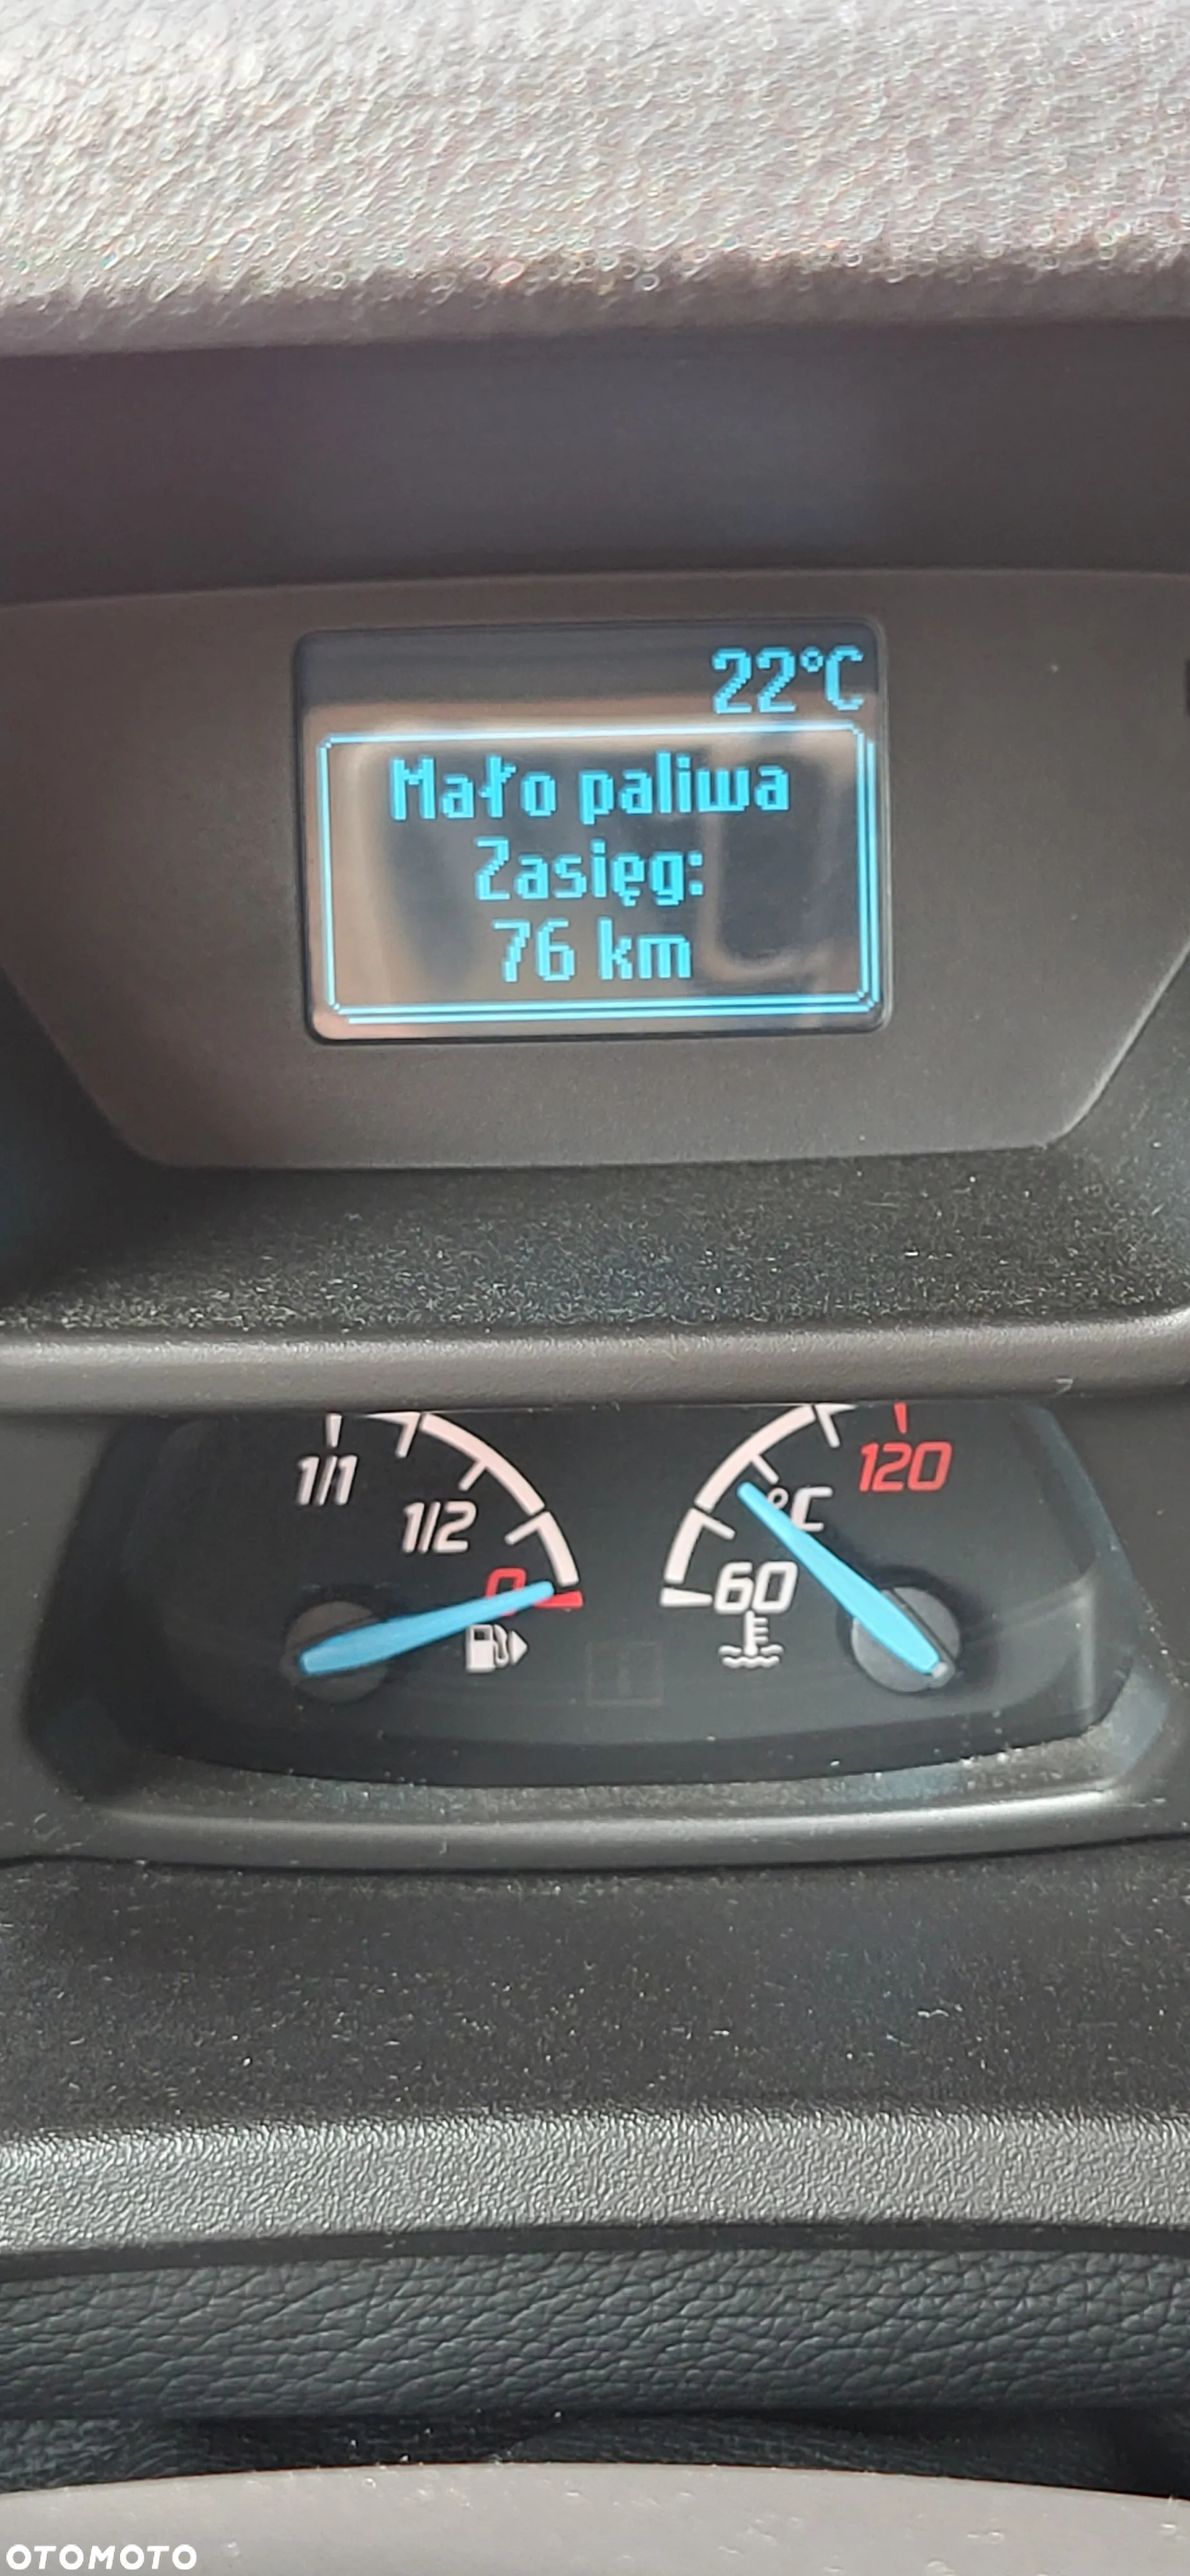 22°C
Mało paliwa
Zasięg:
76 km
1/1
1/2
0
120
°C
60
OTOMOTO